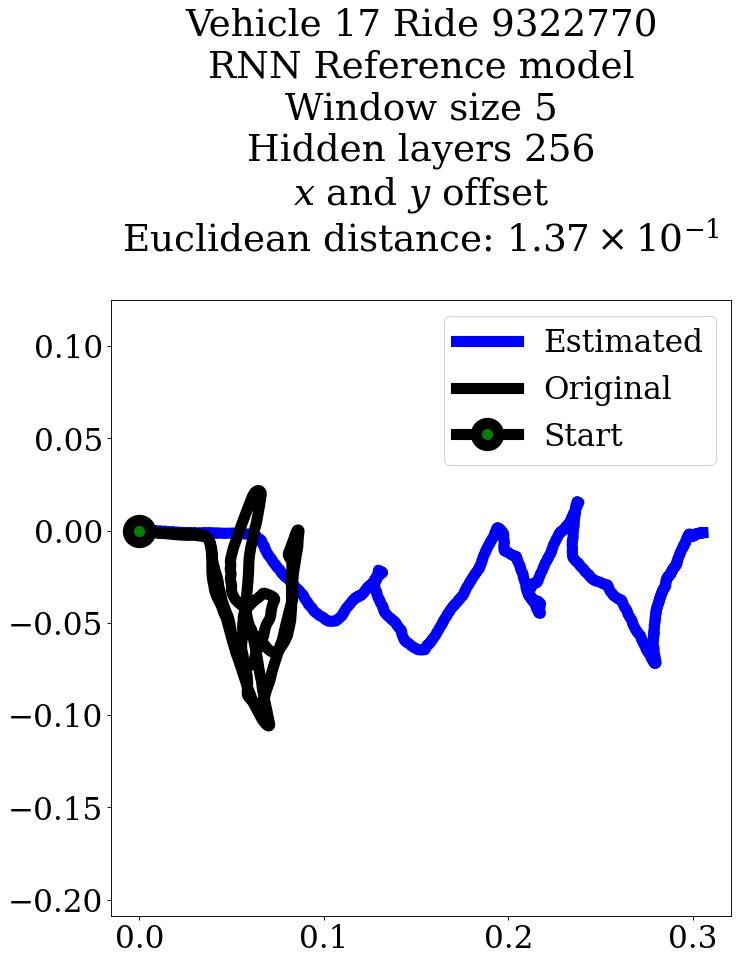 Vehicle 17 Ride 9322770
RNN Reference model
Window size 5
Hidden layers 256
x and y offset
Euclidean distance: 1.37 × 10⁻¹
Estimated
Original
Start
0.10
0.05
0.00
−0.05
−0.10
−0.15
−0.20
0.0 0.1 0.2 0.3